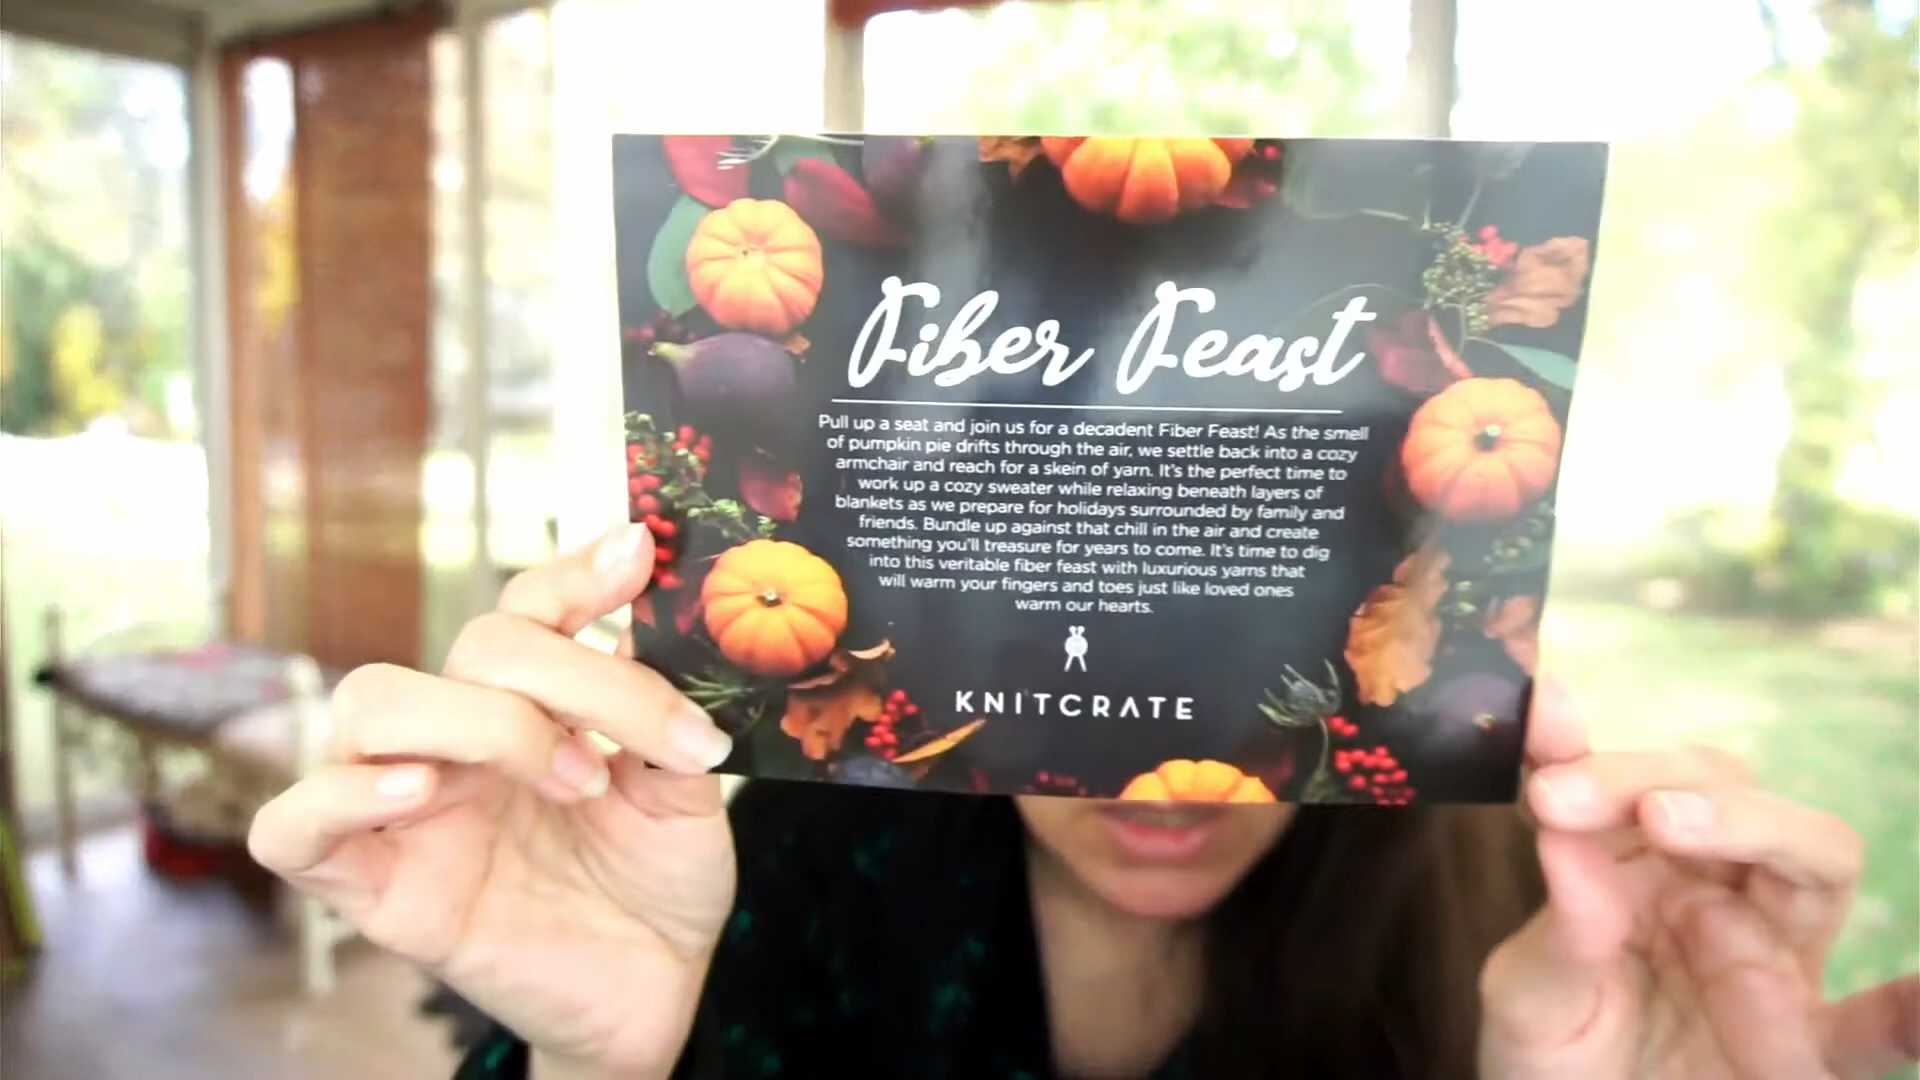 Fiber Feast
Pull up a seat and join us for a decadent Fiber Feast! As the smell
of pumpkin pie drifts through the air, we settle back into a cozy
armchair and reach for a skein of yarn. It's the perfect time to
work up a cozy sweater while relaxing beneath layers of
blankets as we prepare for holidays surrounded by family and
friends. Bundle up against that chill in the air and create
something you'll treasure for years to come. It's time to dig
into this veritable fiber feast with luxurious yarns that
will warm your fingers and toes just like loved ones
warm our hearts.
KNITCRATE